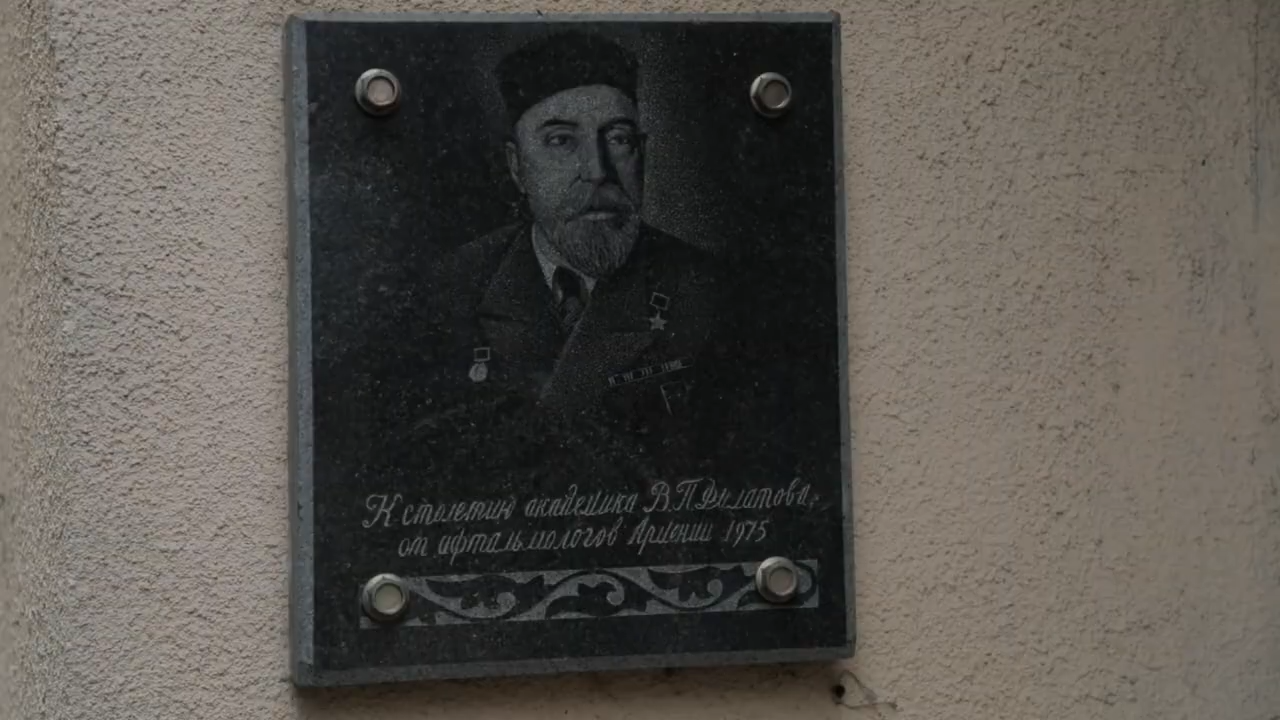 К столетию академика В.П.Филатова,
от офтальмологов Армении 1975